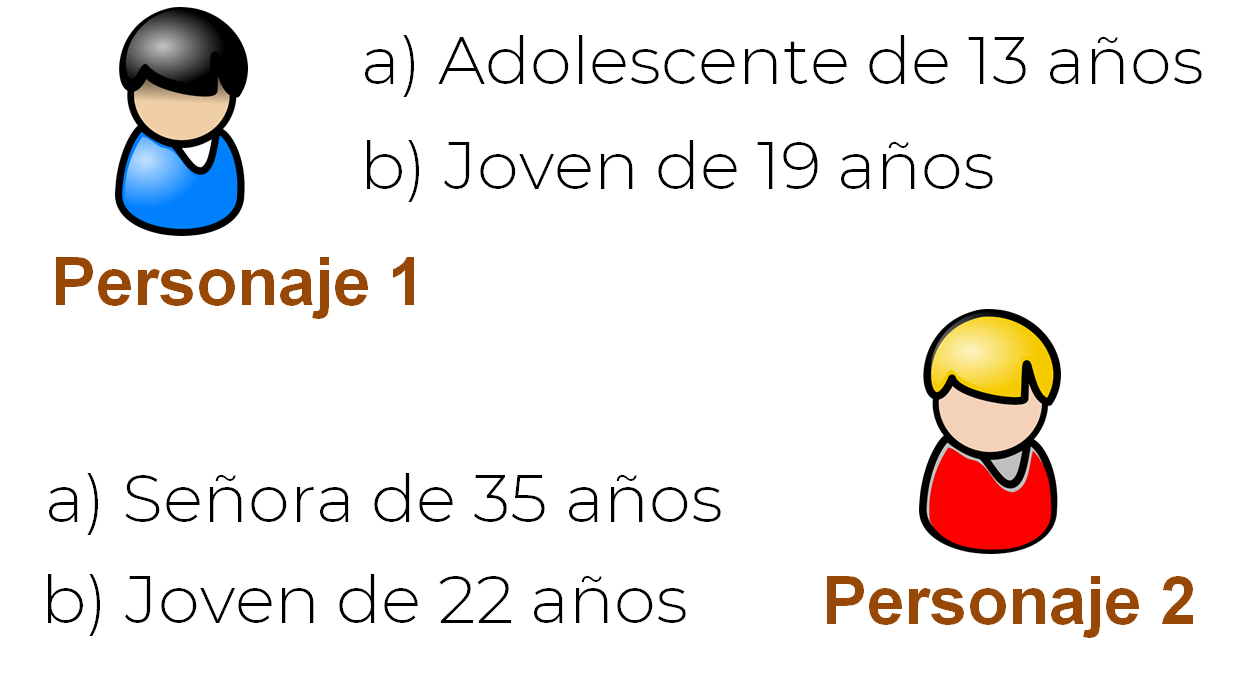 a) Adolescente de 13 años
b) Joven de 19 años
Personaje 1
a) Señora de 35 años
b) Joven de 22 años
Personaje 2